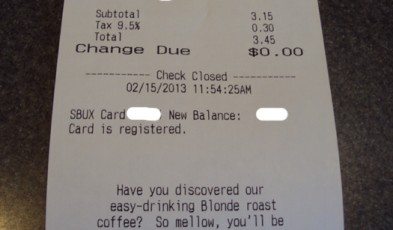 Subtotal 3.15
Tax 9.5% 0.30
Total 3.45
Change Due $0.00
------------ Check Closed ------------
02/15/2013 11:54:25AM
SBUX Card New Balance:
Card is registered.
Have you discovered our
easy-drinking Blonde roast
coffee? So mellow, you'll be